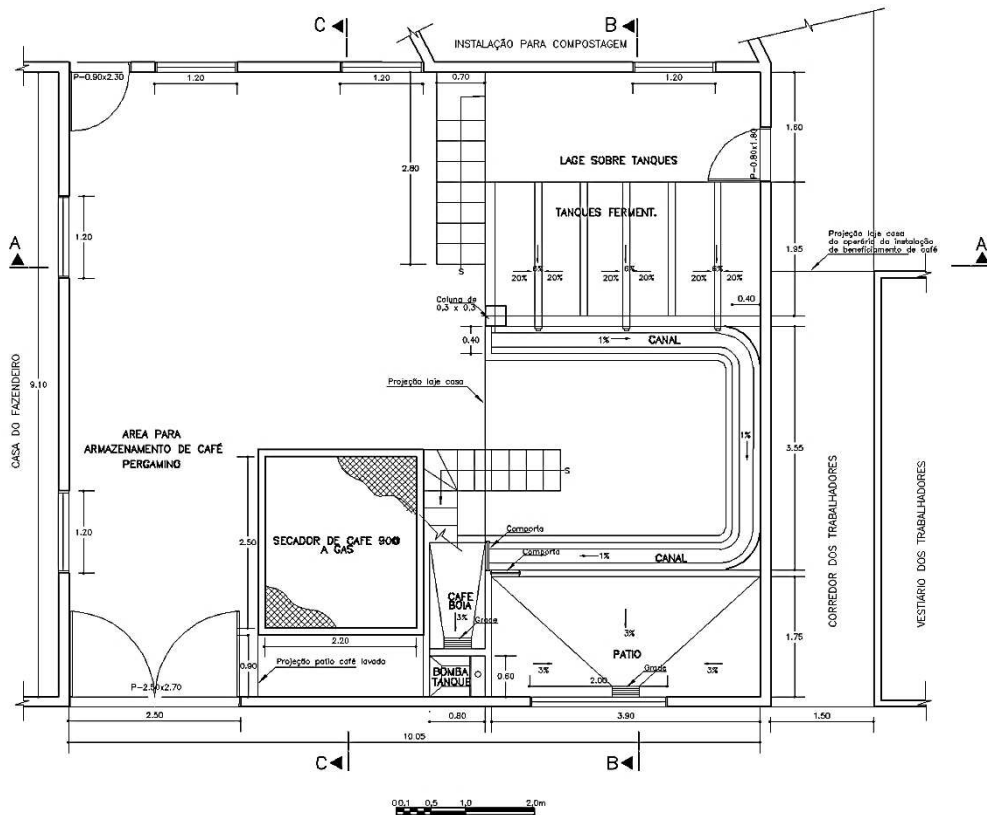 C
B
INSTALAÇÃO PARA COMPOSTAGEM
P-0.90x2.30
1.20
1.20
0.70
1.20
2.80
1.60
P-0.80x1.80
LAGE SOBRE TANQUES
TANQUES FERMENT.
1.20
A
S
6%
6%
6%
20%
20%
20%
20%
20%
20%
1.95
Projeção laje casa
do operário da instalação
de beneficiamento de café
A
0.40
Coluna de
0,3 x 0,3
0.40
1%
CANAL
CASA DO FAZENDEIRO
9.10
Projeção laje casa
AREA PARA
ARMAZENAMENTO DE CAFÉ
PERGAMINO
1%
3.55
S
1.20
2.50
SECADOR DE CAFE 90@
A GAS
Comporta
Comporta
1%
CANAL
CORREDOR DOS TRABALHADORES
VESTIÁRIO DOS TRABALHADORES
CAFE
BOIA
3%
Grade
3%
PATIO
1.75
2.20
0.90
Projeção patio café lavado
BOMBA
TANQUE
0.60
3%
2.00
Grade
3%
P-2.50x2.70
2.50
0.80
3.90
1.50
10.05
C
B
0 0.1 0,5 1,0 2,0m